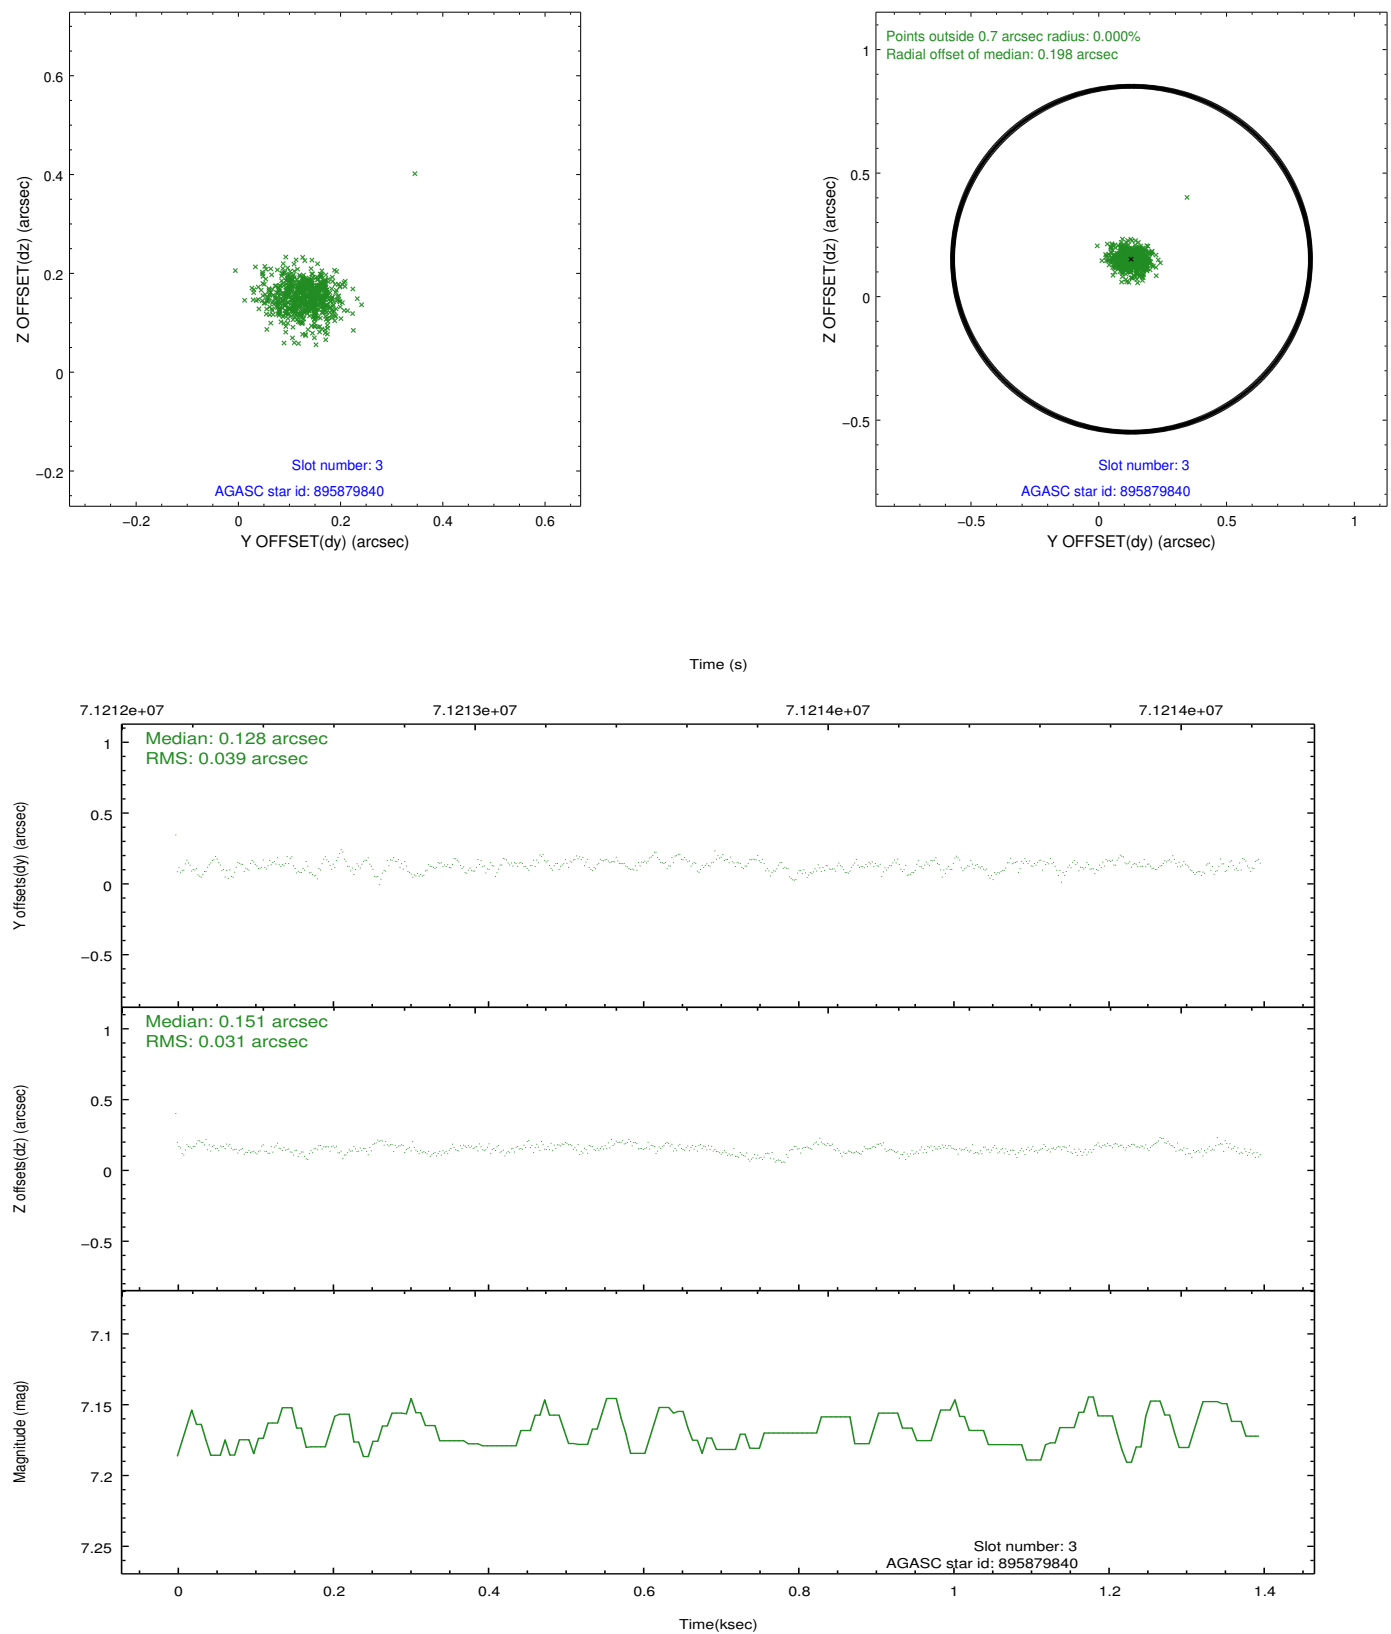 0.6
0.4
0.2
0
−0.2
Z OFFSET(dz) (arcsec)
Slot number: 3
AGASC star id: 895879840
−0.2
0
0.2
0.4
0.6
Y OFFSET(dy) (arcsec)
Points outside 0.7 arcsec radius: 0.000%
Radial offset of median: 0.198 arcsec
1
0.5
0
−0.5
Z OFFSET(dz) (arcsec)
Slot number: 3
AGASC star id: 895879840
−0.5
0
0.5
1
Y OFFSET(dy) (arcsec)
Time (s)
7.1212e+07
7.1213e+07
7.1214e+07
7.1214e+07
Median: 0.128 arcsec
RMS: 0.039 arcsec
1
0.5
0
−0.5
Y offsets(dy) (arcsec)
Median: 0.151 arcsec
RMS: 0.031 arcsec
1
0.5
0
−0.5
Z offsets(dz) (arcsec)
7.1
7.15
7.2
7.25
Magnitude (mag)
Slot number: 3
AGASC star id: 895879840
0
0.2
0.4
0.6
0.8
1
1.2
1.4
Time(ksec)